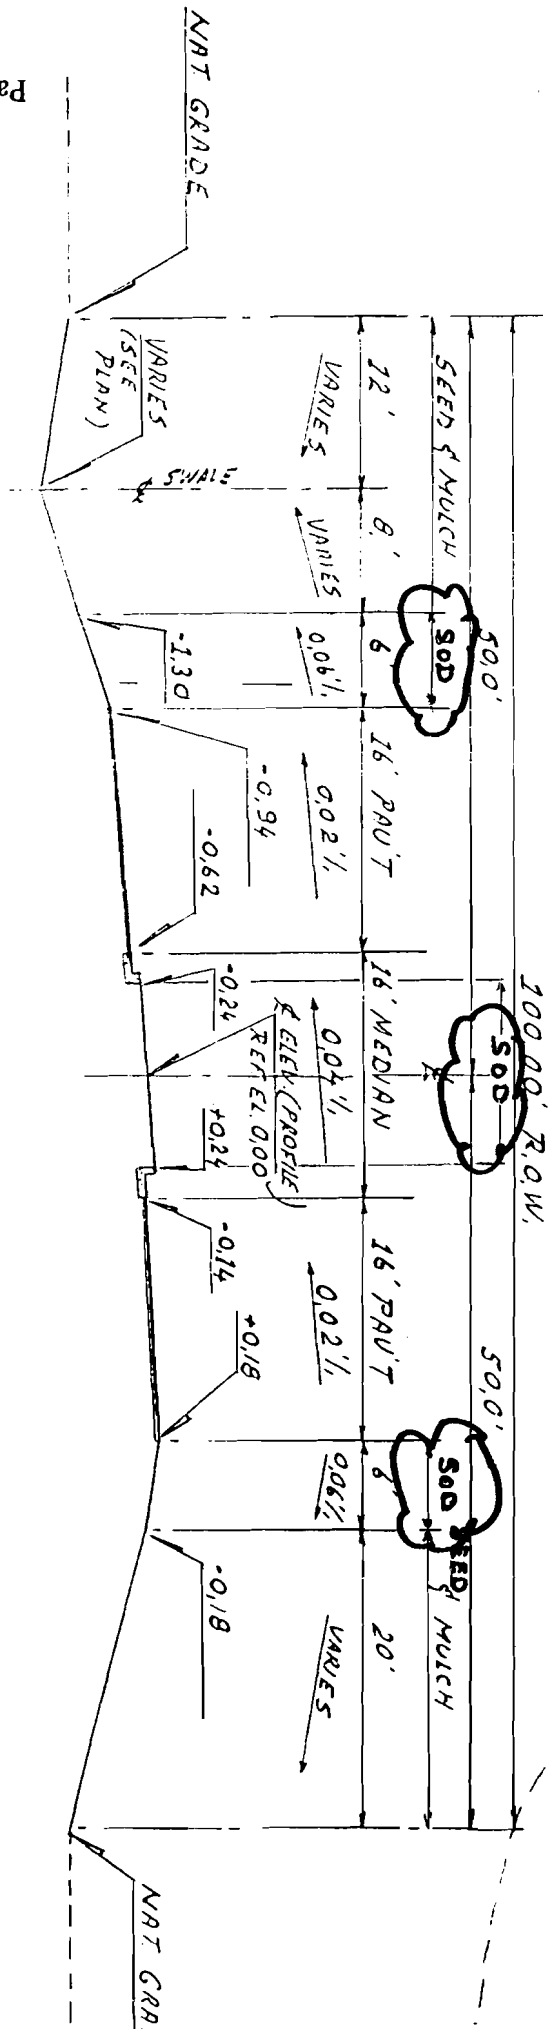 Pa
NAT. GRADE
100.00' R.O.W.
50.0'
50.0'
SOD
SEED & MULCH
SOD
SOD
SEED & MULCH
12'
8'
6'
16' PAV'T
16' MEDIAN
16' PAV'T
6'
20'
VARIES
VARIES
0.06%
0.02%
0.04%
0.02%
0.06%
VARIES
SWALE
VARIES
(SEE
PLAN)
-1.30
-0.94
-0.62
-0.24
℄ ELEV. (PROFILE)
REF. EL. 0.00
+0.24
-0.14
+0.18
-0.18
NAT. GRA